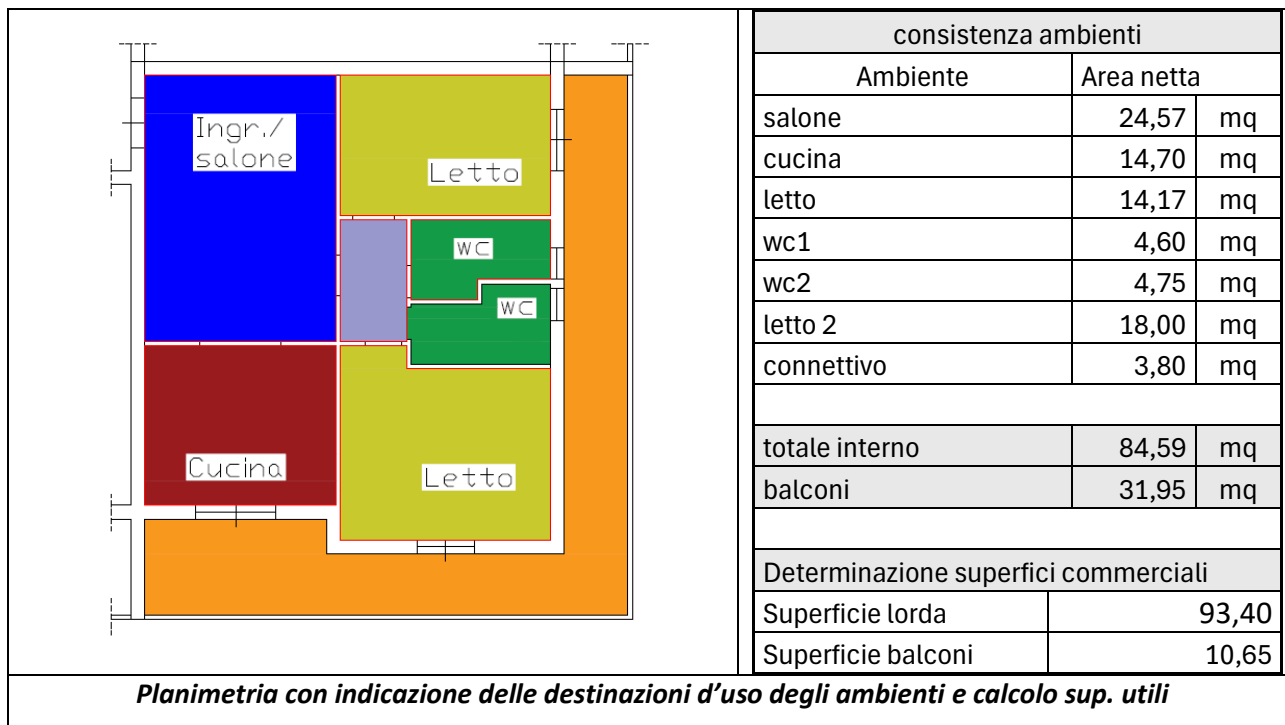 Ingr./
salone
Letto
WC
WC
Cucina
Letto
consistenza ambienti
Ambiente Area netta
salone 24,57 mq
cucina 14,70 mq
letto 14,17 mq
wc1 4,60 mq
wc2 4,75 mq
letto 2 18,00 mq
connettivo 3,80 mq
totale interno 84,59 mq
balconi 31,95 mq
Determinazione superfici commerciali
Superficie lorda 93,40
Superficie balconi 10,65
Planimetria con indicazione delle destinazioni d’uso degli ambienti e calcolo sup. utili